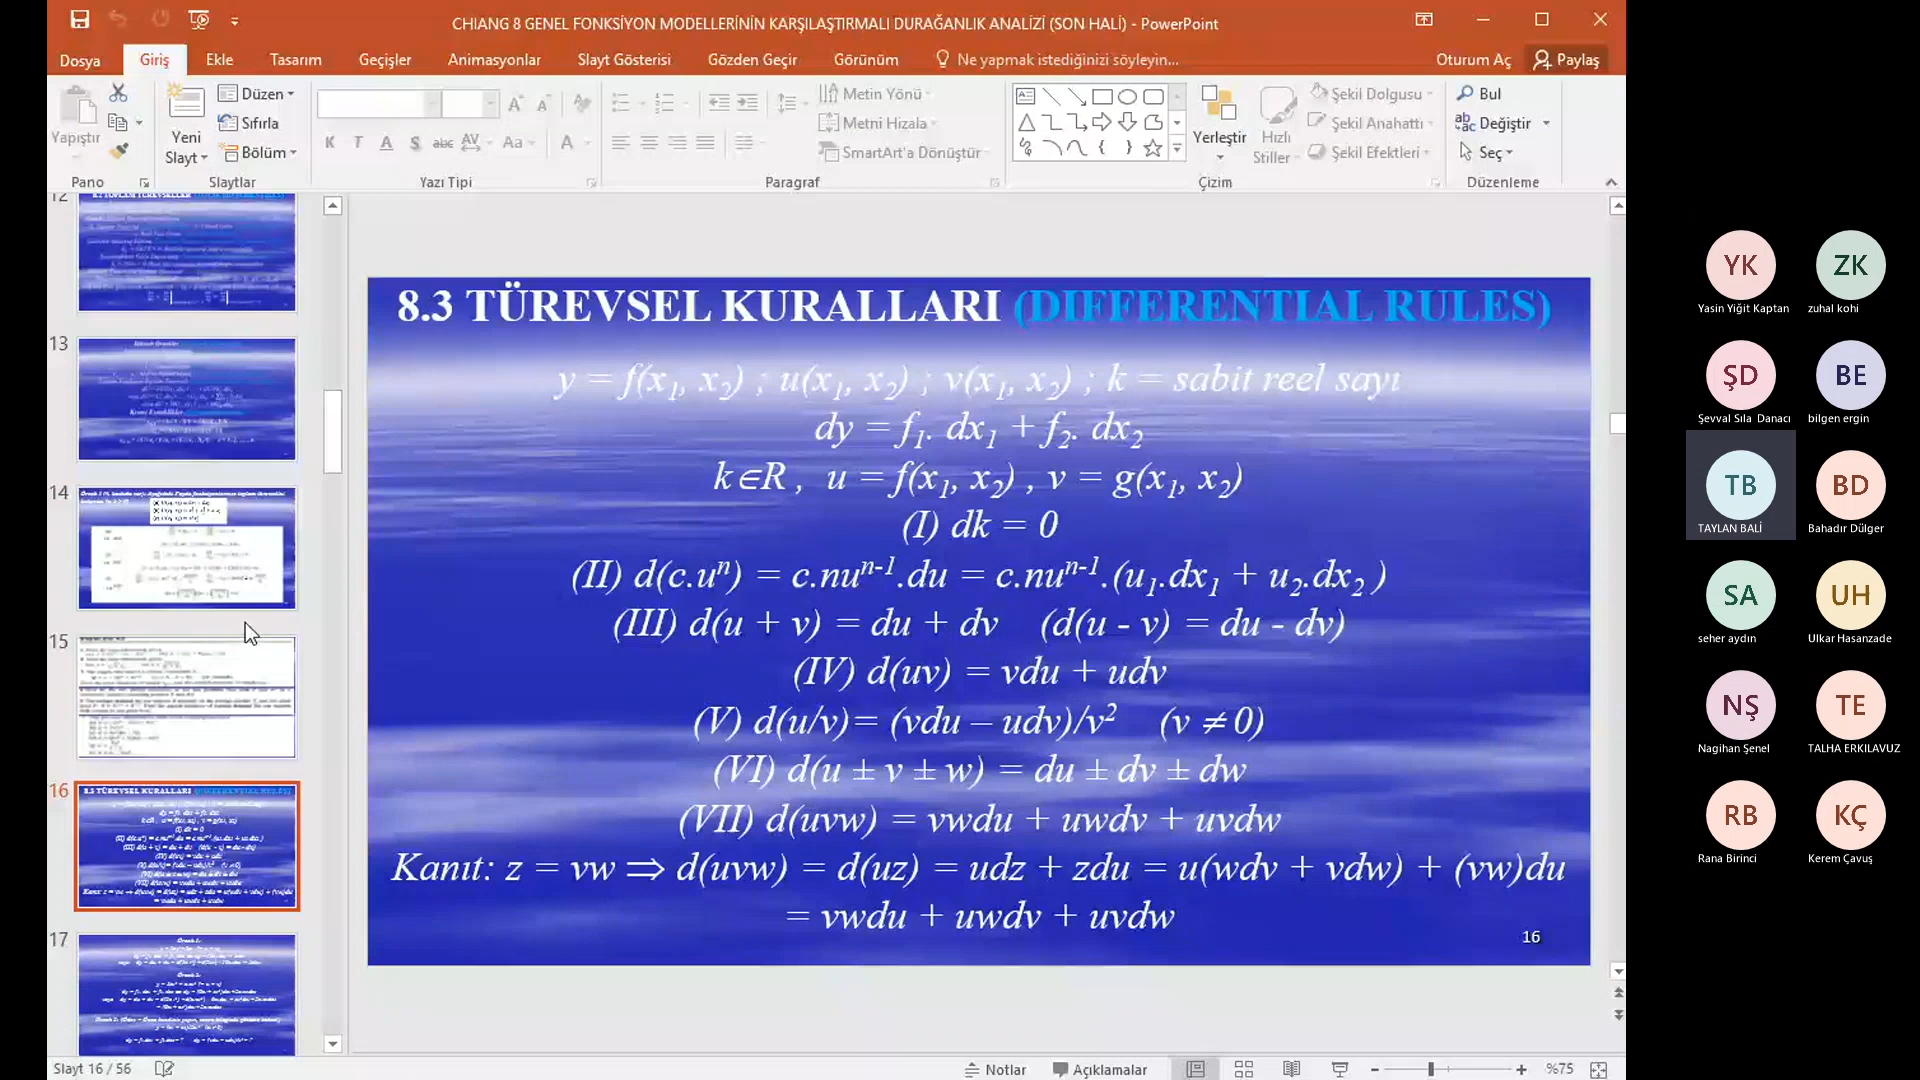 CHIANG 8 GENEL FONKSİYON MODELLERİNİN KARŞILAŞTIRMALI DURAĞANLIK ANALİZİ (SON HALİ) - PowerPoint
Dosya Giriş Ekle Tasarım Geçişler Animasyonlar Slayt Gösterisi Gözden Geçir Görünüm Ne yapmak istediğinizi söyleyin... Oturum Aç Paylaş
Yapıştır
Yeni Slayt
Düzen
Sıfırla
Bölüm
K T A S abc AV Aa A
Metin Yönü
Metni Hizala
SmartArt'a Dönüştür
Yerleştir
Hızlı Stiller
Şekil Dolgusu
Şekil Anahattı
Şekil Efektleri
Bul
Değiştir
Seç
Pano Slaytlar Yazı Tipi Paragraf Çizim Düzenleme
12
13
14
15
16
17
8.3 TÜREVSEL KURALLARI (DIFFERENTIAL RULES)
y = f(x₁, x₂) ; u(x₁, x₂) ; v(x₁, x₂) ; k = sabit reel sayı
dy = f₁. dx₁ + f₂. dx₂
k∈R , u = f(x₁, x₂) , v = g(x₁, x₂)
(I) dk = 0
(II) d(c.uⁿ) = c.nuⁿ⁻¹.du = c.nuⁿ⁻¹.(u₁.dx₁ + u₂.dx₂ )
(III) d(u + v) = du + dv (d(u - v) = du - dv)
(IV) d(uv) = vdu + udv
(V) d(u/v)= (vdu – udv)/v² (v ≠ 0)
(VI) d(u ± v ± w) = du ± dv ± dw
(VII) d(uvw) = vwdu + uwdv + uvdw
Kanıt: z = vw ⇒ d(uvw) = d(uz) = udz + zdu = u(wdv + vdw) + (vw)du
= vwdu + uwdv + uvdw
16
YK
Yasin Yiğit Kaptan
ZK
zuhal kohi
ŞD
Şevval Sıla Danacı
BE
bilgen ergin
TB
TAYLAN BALİ
BD
Bahadır Dülger
SA
seher aydın
UH
Ulkar Hasanzade
NŞ
Nagihan Şenel
TE
TALHA ERKILAVUZ
RB
Rana Birinci
KÇ
Kerem Çavuş
Slayt 16 / 56 Notlar Açıklamalar %75